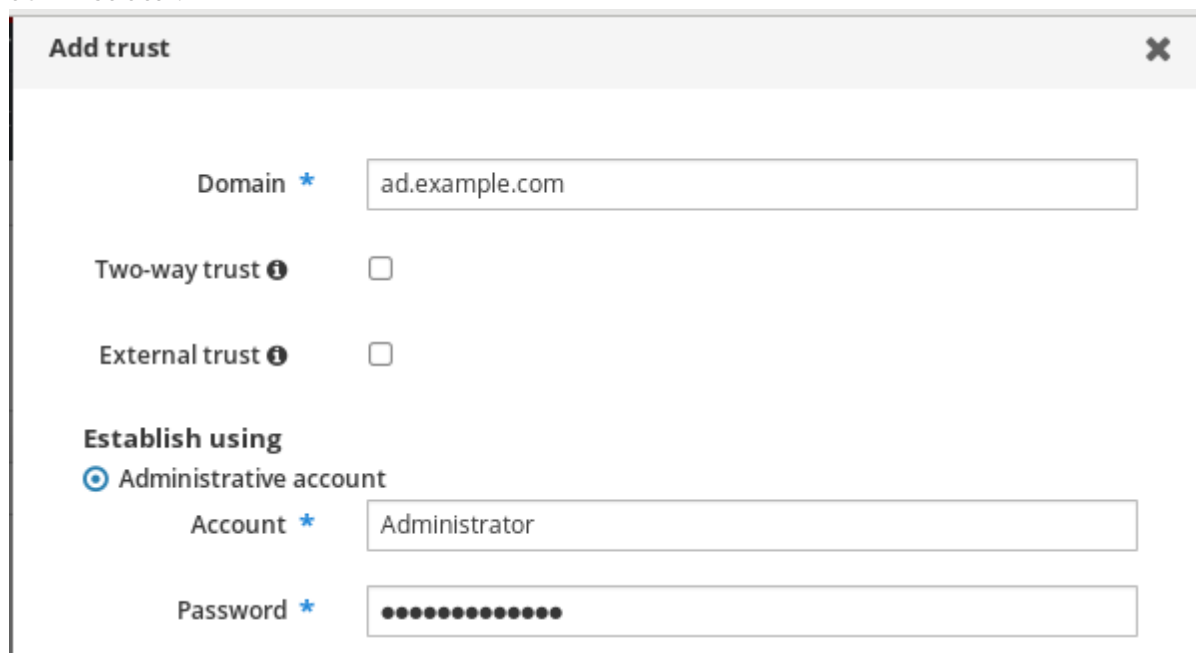 Add trust
Domain *
ad.example.com
Two-way trust
External trust
Establish using
Administrative account
Account *
Administrator
Password *
•••••••••••••